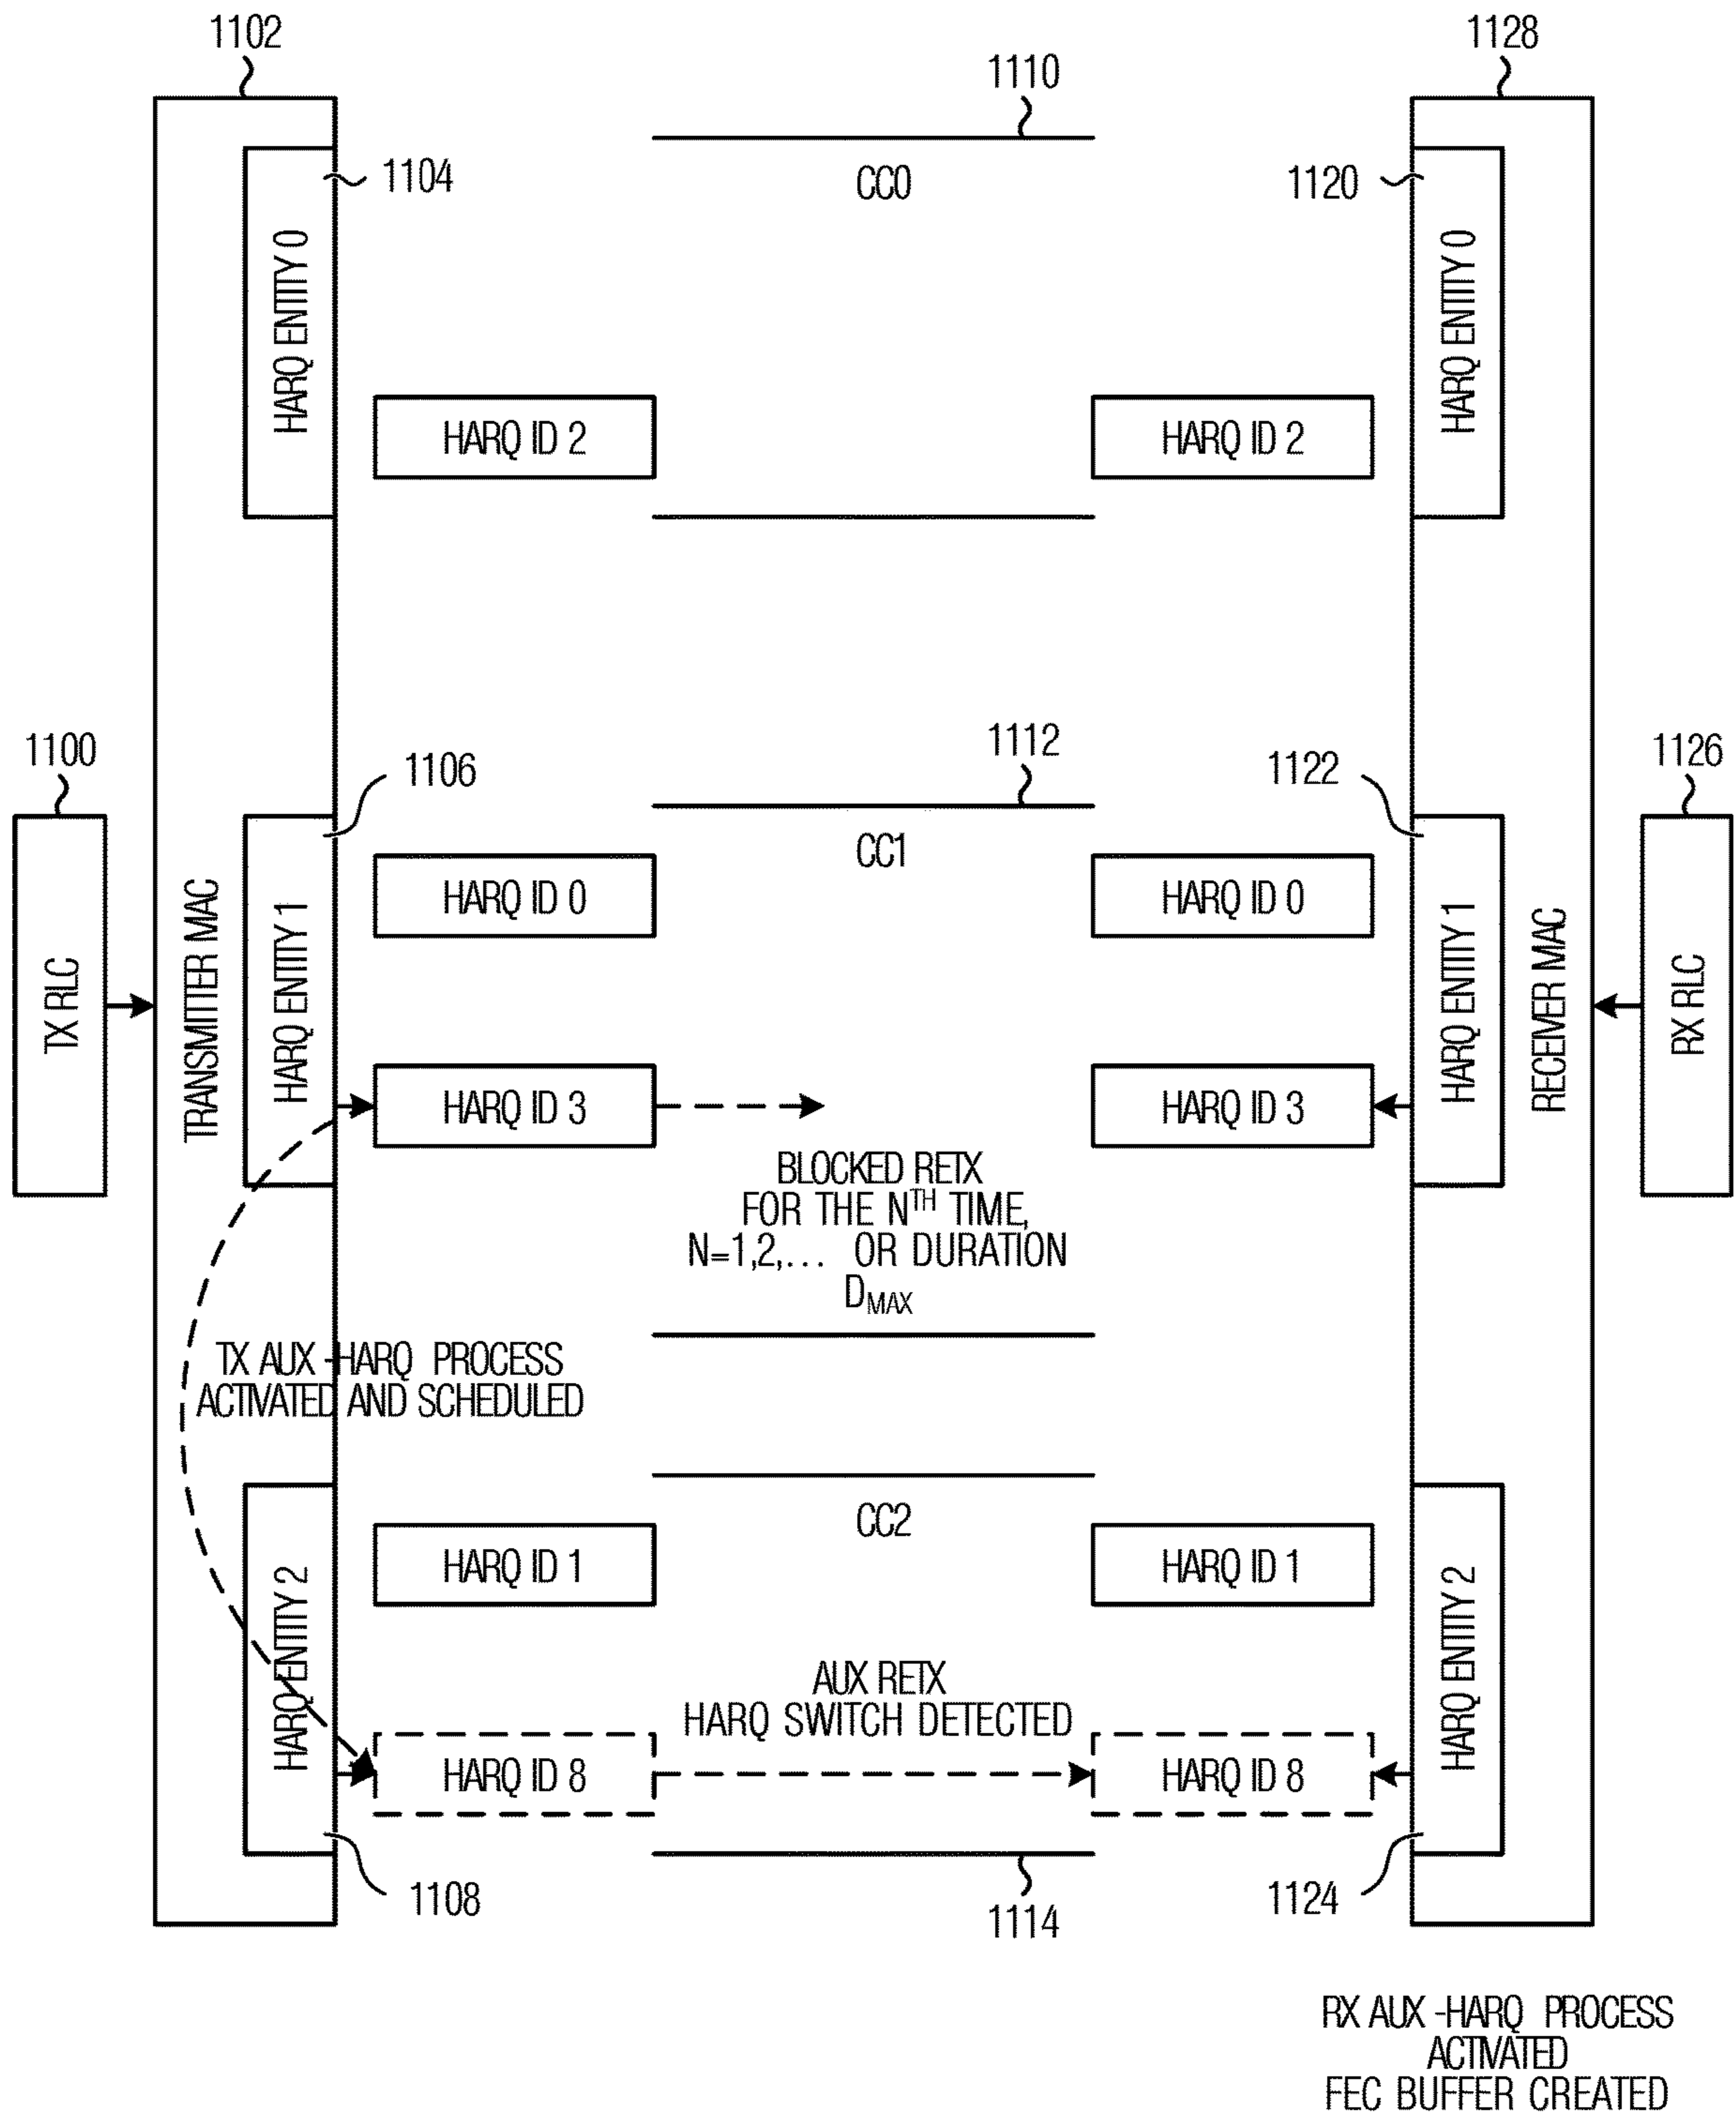 1102
1128
1110
CC0
1104
1120
HARQ ENTITY 0
HARQ ENTITY 0
HARQ ID 2
HARQ ID 2
1100
1112
1126
1106
1122
CC1
HARQ ID 0
HARQ ID 0
TX RLC
TRANSMITTER MAC
HARQ ENTITY 1
HARQ ENTITY 1
RECEIVER MAC
RX RLC
HARQ ID 3
HARQ ID 3
BLOCKED RETX
FOR THE NTH TIME,
N=1,2,... OR DURATION
DMAX
TX AUX-HARQ PROCESS
ACTIVATED AND SCHEDULED
CC2
HARQ ID 1
HARQ ID 1
HARQ ENTITY 2
HARQ ENTITY 2
AUX RETX
HARQ SWITCH DETECTED
HARQ ID 8
HARQ ID 8
1108
1114
1124
RX AUX-HARQ PROCESS
ACTIVATED
FEC BUFFER CREATED